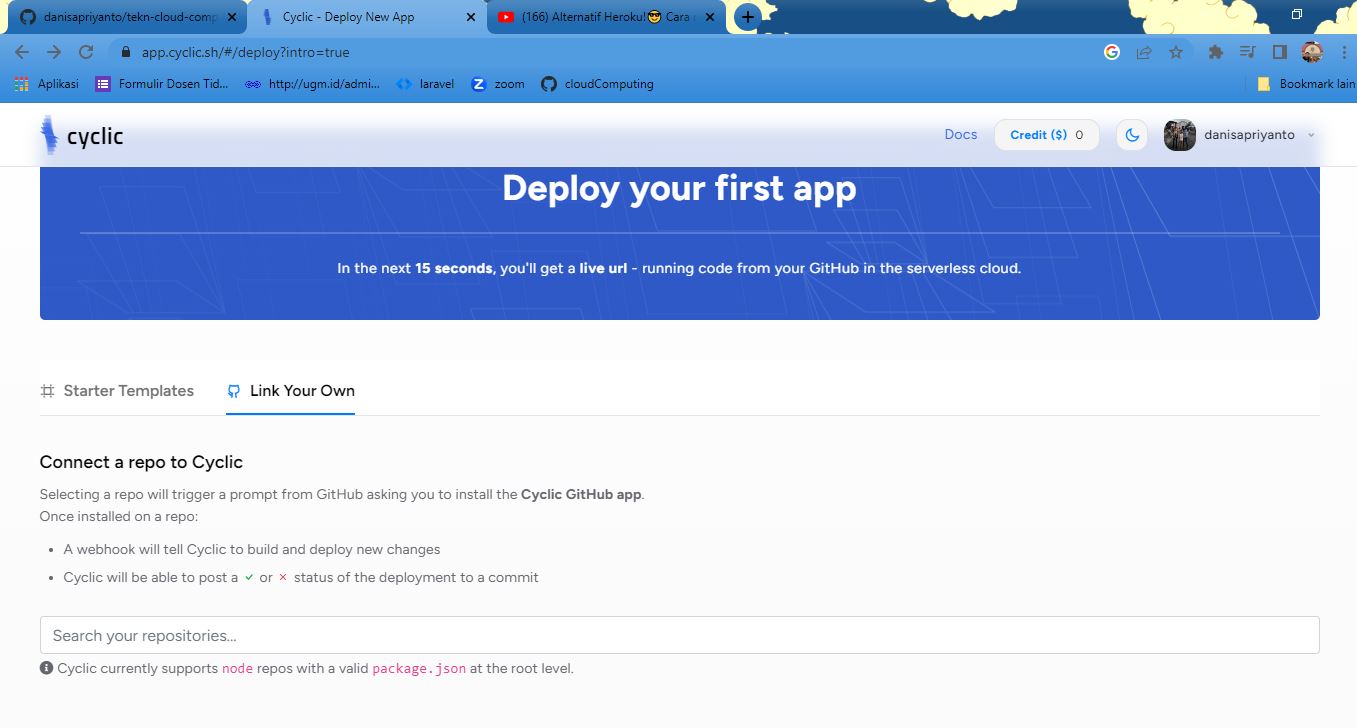 danisapriyanto/tekn-cloud-comp
Cyclic - Deploy New App
(166) Alternatif Heroku!😎 Cara
app.cyclic.sh/#/deploy?intro=true
Aplikasi
Formulir Dosen Tid...
http://ugm.id/admi...
laravel
zoom
cloudComputing
Bookmark lain
cyclic
Docs
Credit ($) 0
danisapriyanto
Deploy your first app
In the next 15 seconds, you'll get a live url - running code from your GitHub in the serverless cloud.
Starter Templates
Link Your Own
Connect a repo to Cyclic
Selecting a repo will trigger a prompt from GitHub asking you to install the Cyclic GitHub app.
Once installed on a repo:
• A webhook will tell Cyclic to build and deploy new changes
• Cyclic will be able to post a ✓ or ✕ status of the deployment to a commit
Search your repositories...
Cyclic currently supports node repos with a valid package.json at the root level.